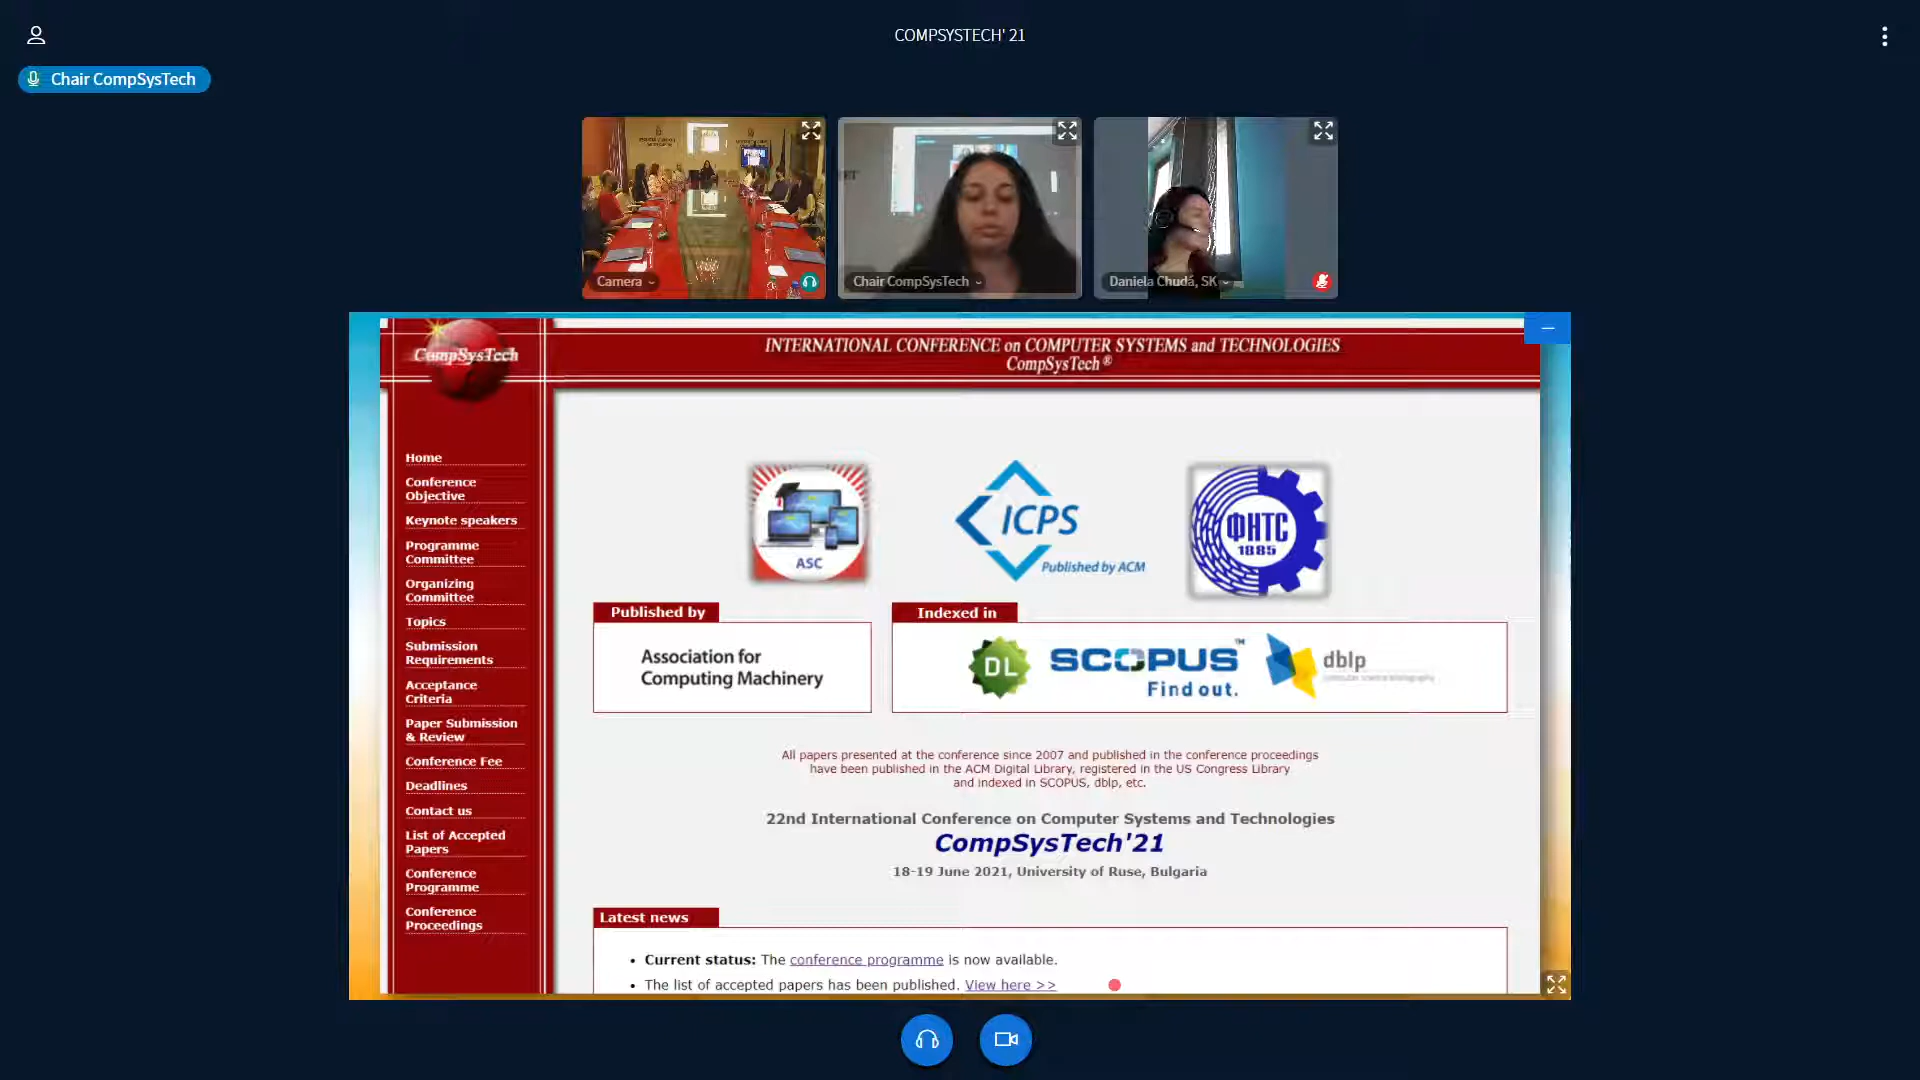 COMPSYSTECH' 21
Chair CompSysTech
Camera
Chair CompSysTech
Daniela Chudá, SK
CompSysTech
INTERNATIONAL CONFERENCE on COMPUTER SYSTEMS and TECHNOLOGIES
CompSysTech ®
Home
Conference
Objective
Keynote speakers
Programme
Committee
Organizing
Committee
Topics
Submission
Requirements
Acceptance
Criteria
Paper Submission
& Review
Conference Fee
Deadlines
Contact us
List of Accepted
Papers
Conference
Programme
Conference
Proceedings
ASC
ICPS
Published by ACM
ФНТС
1885
Published by
Association for
Computing Machinery
Indexed in
DL
SCOPUS™
Find out.
dblp
computer science bibliography
All papers presented at the conference since 2007 and published in the conference proceedings
have been published in the ACM Digital Library, registered in the US Congress Library
and indexed in SCOPUS, dblp, etc.
22nd International Conference on Computer Systems and Technologies
CompSysTech'21
18-19 June 2021, University of Ruse, Bulgaria
Latest news
• Current status: The conference programme is now available.
• The list of accepted papers has been published. View here >>